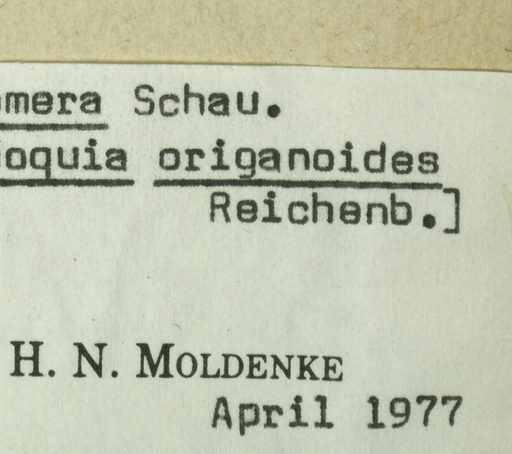 mera Schau.
oquia origanoides
Reichenb.]
H. N. MOLDENKE
April 1977